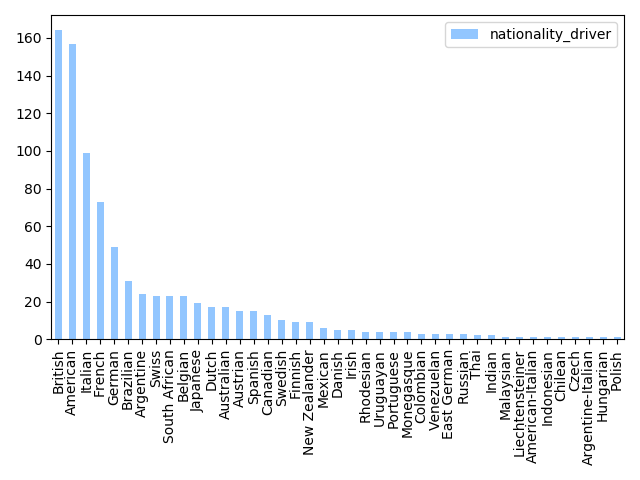 nationality_driver
160
140
120
100
80
60
40
20
0
British
American
Italian
French
German
Brazilian
Argentine
Swiss
South African
Belgian
Japanese
Dutch
Australian
Austrian
Spanish
Canadian
Swedish
Finnish
New Zealander
Mexican
Danish
Irish
Rhodesian
Uruguayan
Portuguese
Monegasque
Colombian
Venezuelan
East German
Russian
Thai
Indian
Malaysian
Liechtensteiner
American-Italian
Indonesian
Chilean
Czech
Argentine-Italian
Hungarian
Polish